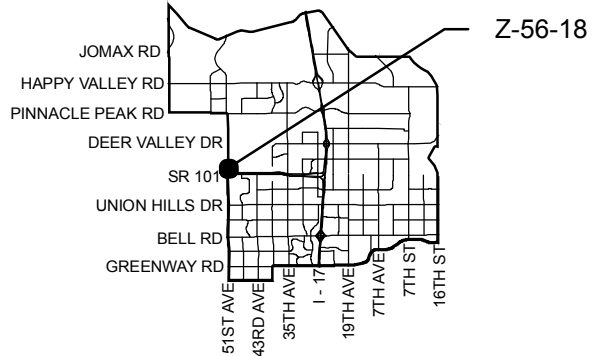 Z-56-18
JOMAX RD
HAPPY VALLEY RD
PINNACLE PEAK RD
DEER VALLEY DR
SR 101
UNION HILLS DR
BELL RD
GREENWAY RD
51ST AVE
43RD AVE
35TH AVE
I - 17
19TH AVE
7TH AVE
7TH ST
16TH ST